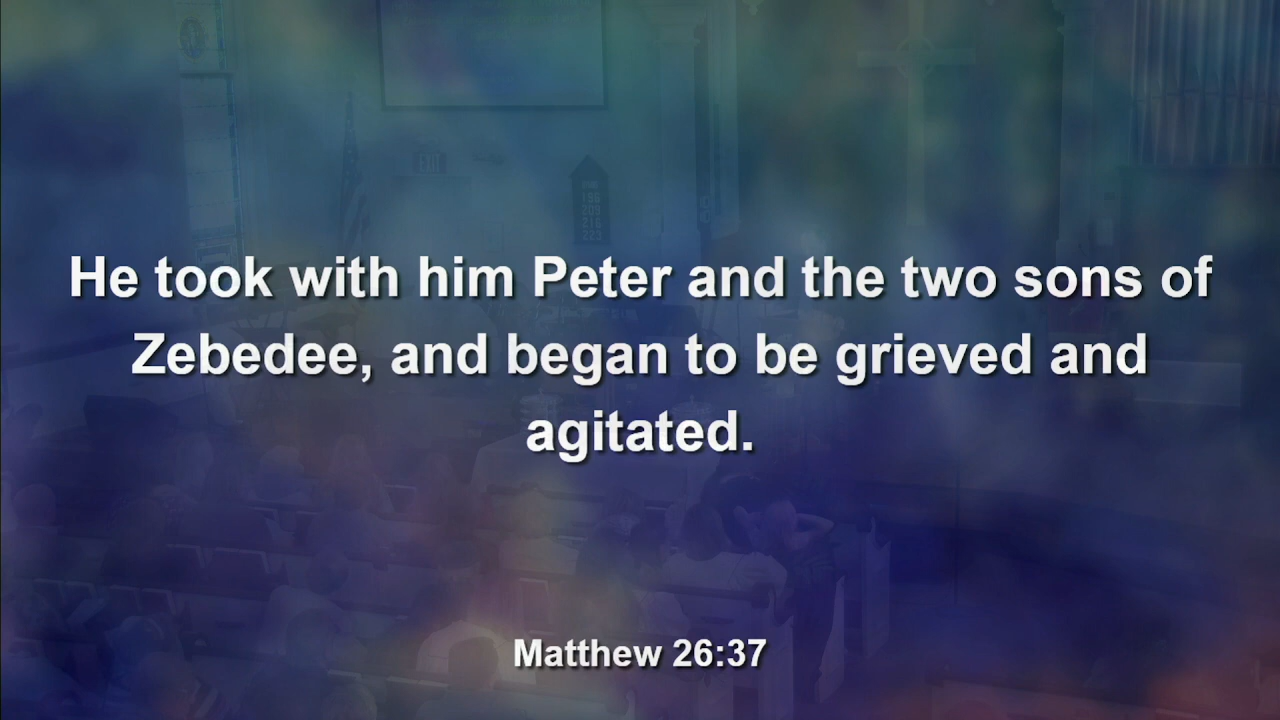 EXIT
He took with him Peter and the two sons of
Zebedee, and began to be grieved and
agitated.
Matthew 26:37